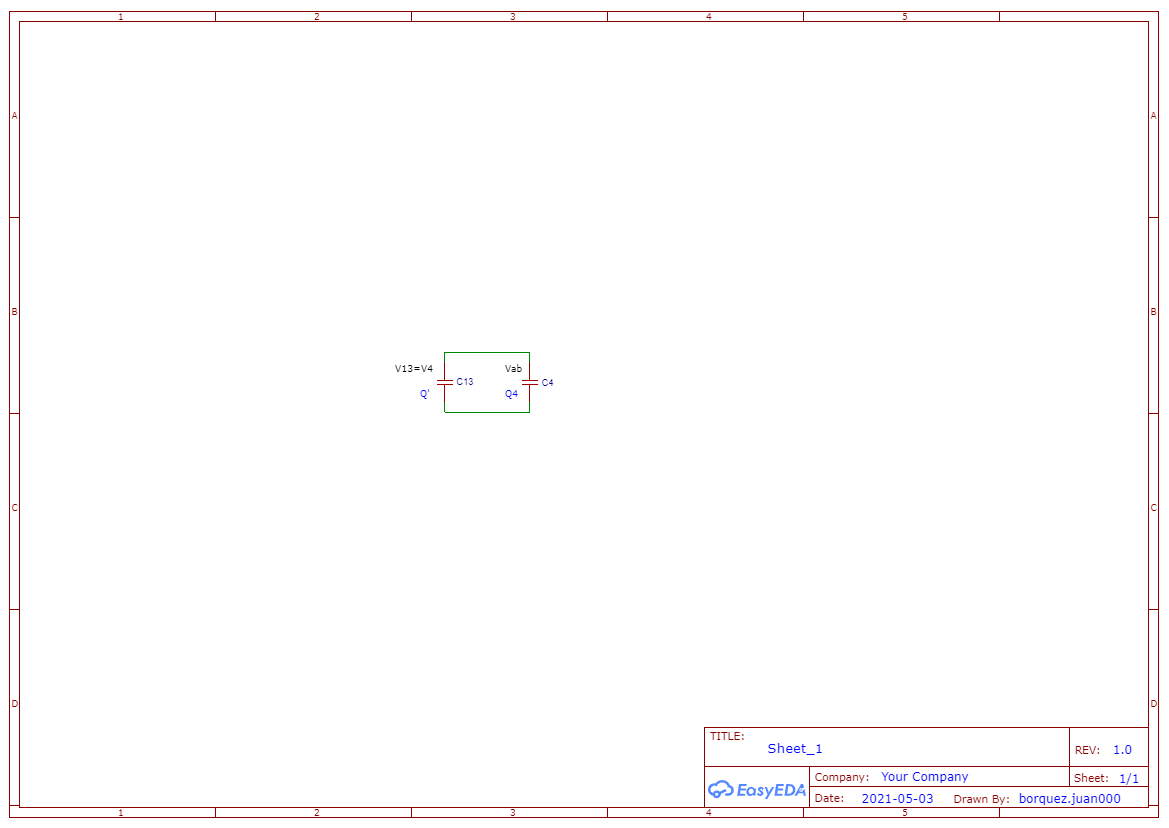 1 2 3 4 5
A A
B B
V13=V4 Vab
C13 C4
Q' Q4
C C
D D
TITLE:
Sheet_1
REV: 1.0
Company: Your Company
Sheet: 1/1
EasyEDA
Date: 2021-05-03 Drawn By: borquez.juan000
1 2 3 4 5